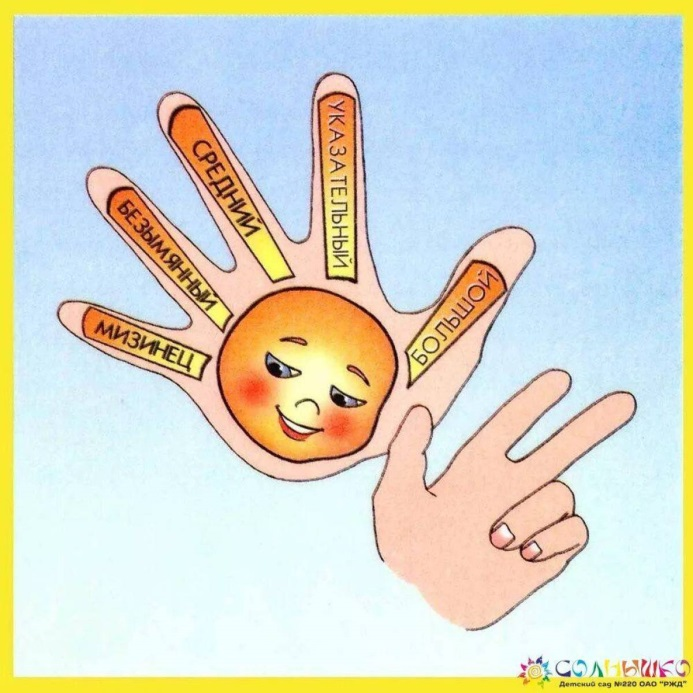 МИЗИНЕЦ
БЕЗЫМЯННЫЙ
СРЕДНИЙ
УКАЗАТЕЛЬНЫЙ
БОЛЬШОЙ
СОЛНЫШКО
Детский сад №220 ОАО "РЖД"